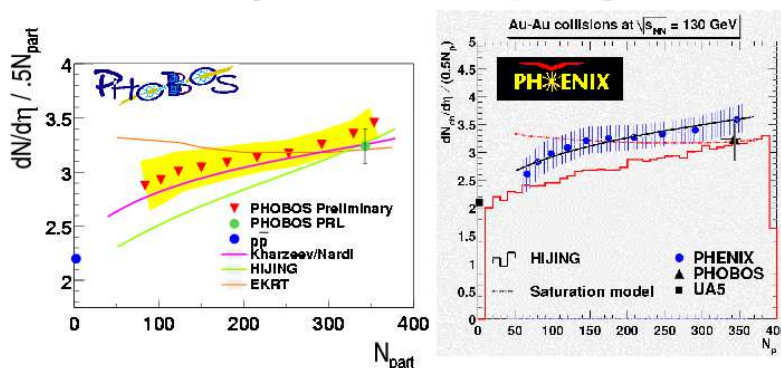 PHOBOS
dN/dη / .5N_part
4
3.5
3
2.5
2
PHOBOS Preliminary
PHOBOS PRL
pp̅
Kharzeev/Nardi
HIJING
EKRT
0
100
200
300
400
N_part
Au-Au collisions at √s_NN = 130 GeV
PHENIX
dN_ch/dη / (0.5N_p)
5
4.5
4
3.5
3
2.5
2
1.5
1
0.5
0
HIJING
Saturation model
PHENIX
PHOBOS
UA5
0
50
100
150
200
250
300
350
N_p